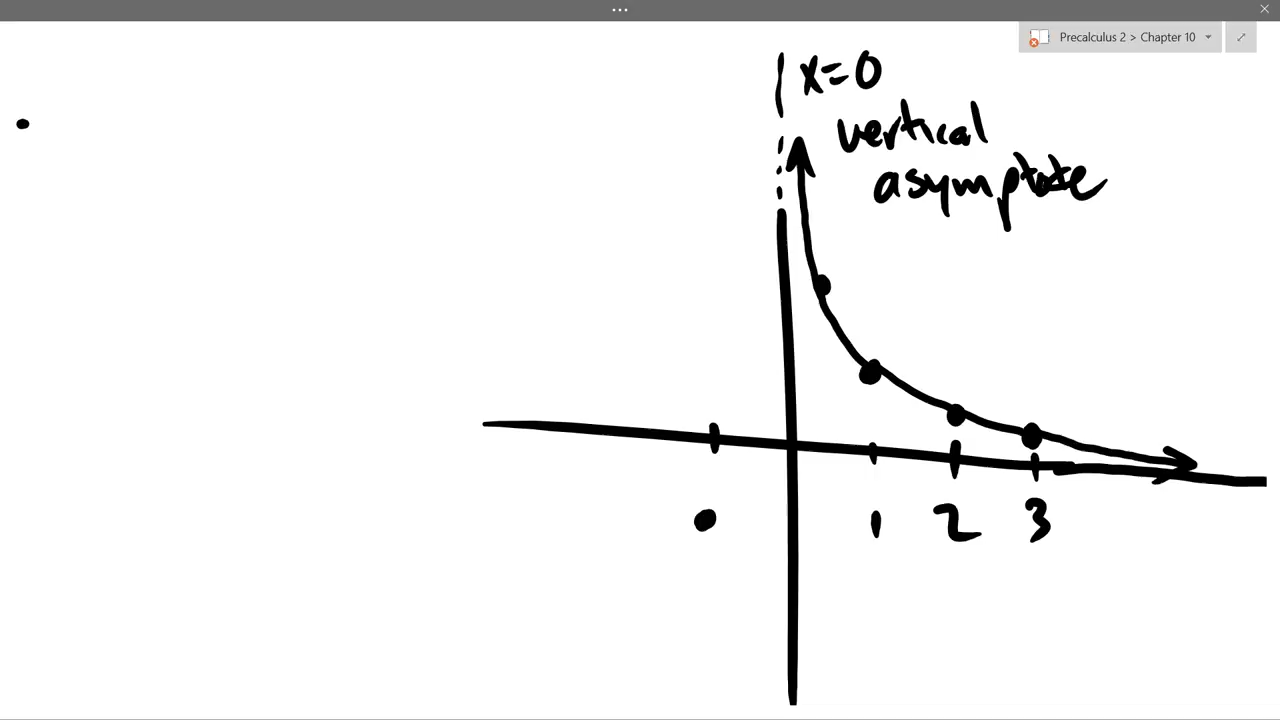 Precalculus 2 > Chapter 10
x=0
vertical
asymptote
1 2 3